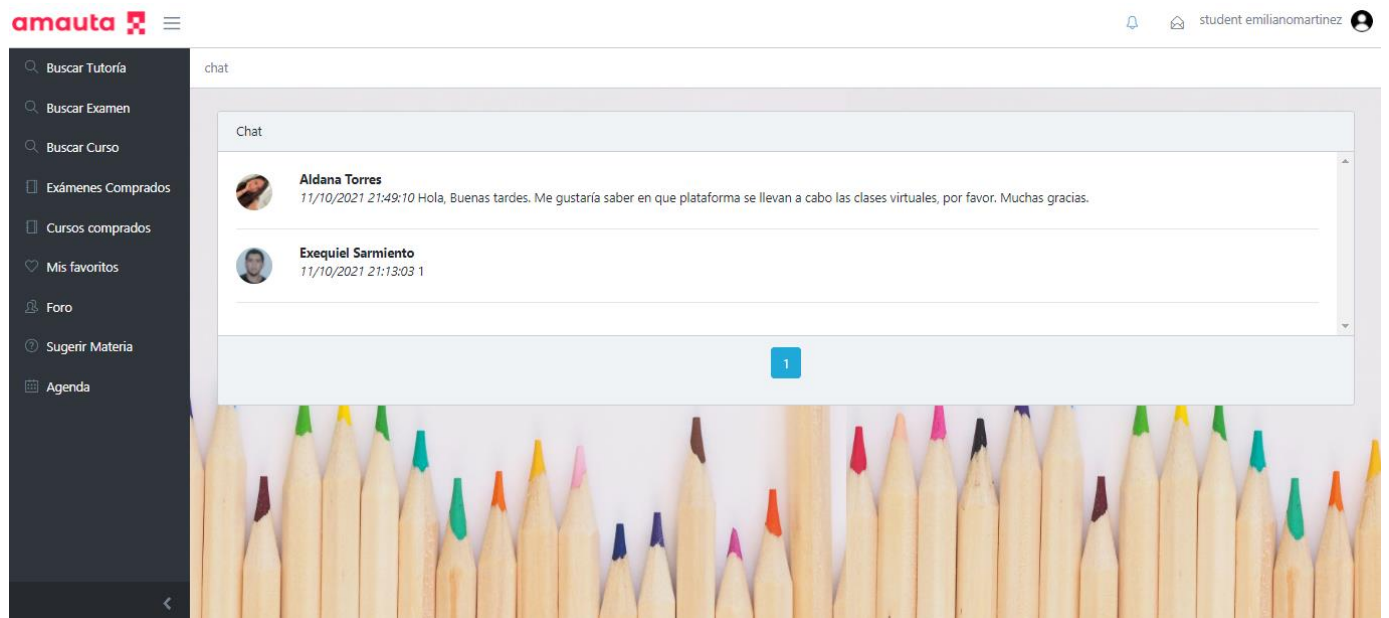 amauta
student emilianomartinez
Buscar Tutoría
Buscar Examen
Buscar Curso
Exámenes Comprados
Cursos comprados
Mis favoritos
Foro
Sugerir Materia
Agenda
chat
Chat
Aldana Torres
11/10/2021 21:49:10 Hola, Buenas tardes. Me gustaría saber en que plataforma se llevan a cabo las clases virtuales, por favor. Muchas gracias.
Exequiel Sarmiento
11/10/2021 21:13:03 1
1